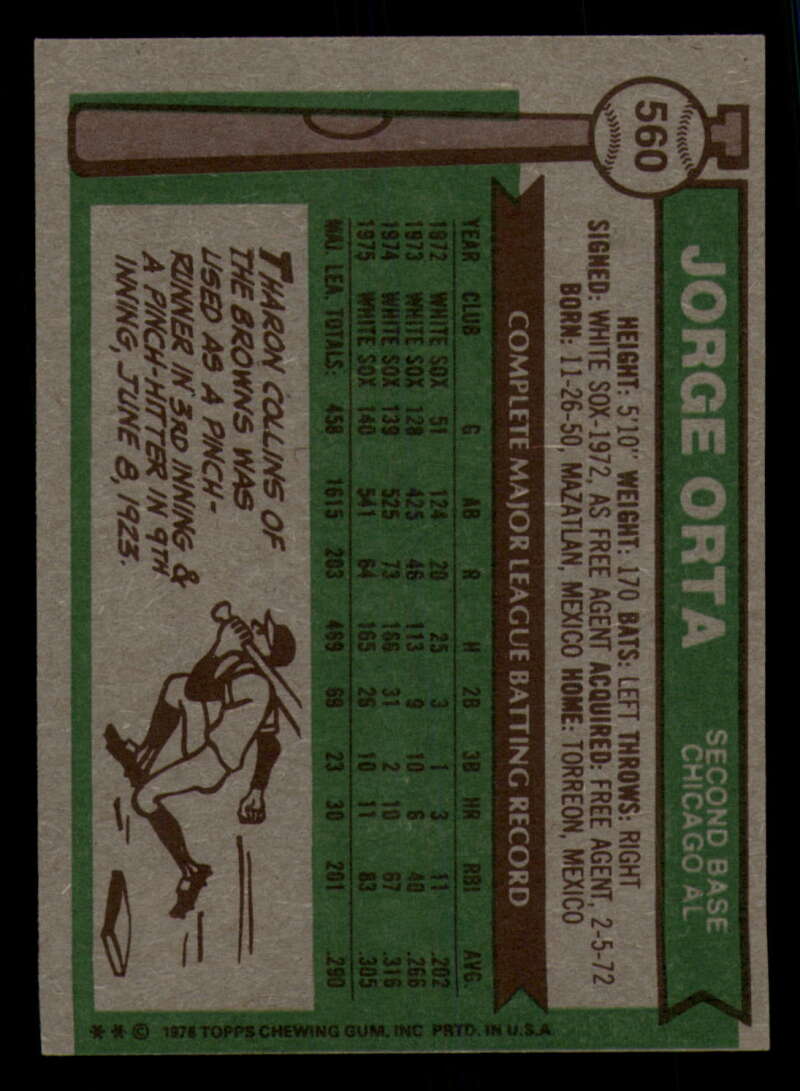 560
JORGE ORTA
SECOND BASE
CHICAGO AL
HEIGHT: 5'10" WEIGHT: 170 BATS: LEFT THROWS: RIGHT
SIGNED: WHITE SOX-1972, AS FREE AGENT ACQUIRED: FREE AGENT, 2-5-72
BORN: 11-26-50, MAZATLAN, MEXICO HOME: TORREON, MEXICO
COMPLETE MAJOR LEAGUE BATTING RECORD
YEAR CLUB G AB R H 2B 3B HR RBI AVG.
1972 WHITE SOX 51 124 20 25 3 1 3 11 .202
1973 WHITE SOX 128 425 46 113 9 10 6 40 .266
1974 WHITE SOX 139 525 73 166 31 2 10 67 .316
1975 WHITE SOX 140 541 64 165 26 10 11 83 .305
MAJ. LEA. TOTALS: 458 1615 203 469 69 23 30 201 .290
THARON COLLINS OF
THE BROWNS WAS
USED AS A PINCH-
RUNNER IN 3RD INNING &
A PINCH-HITTER IN 9TH
INNING, JUNE 8, 1923.
** © 1976 TOPPS CHEWING GUM, INC PRTD. IN U.S.A.